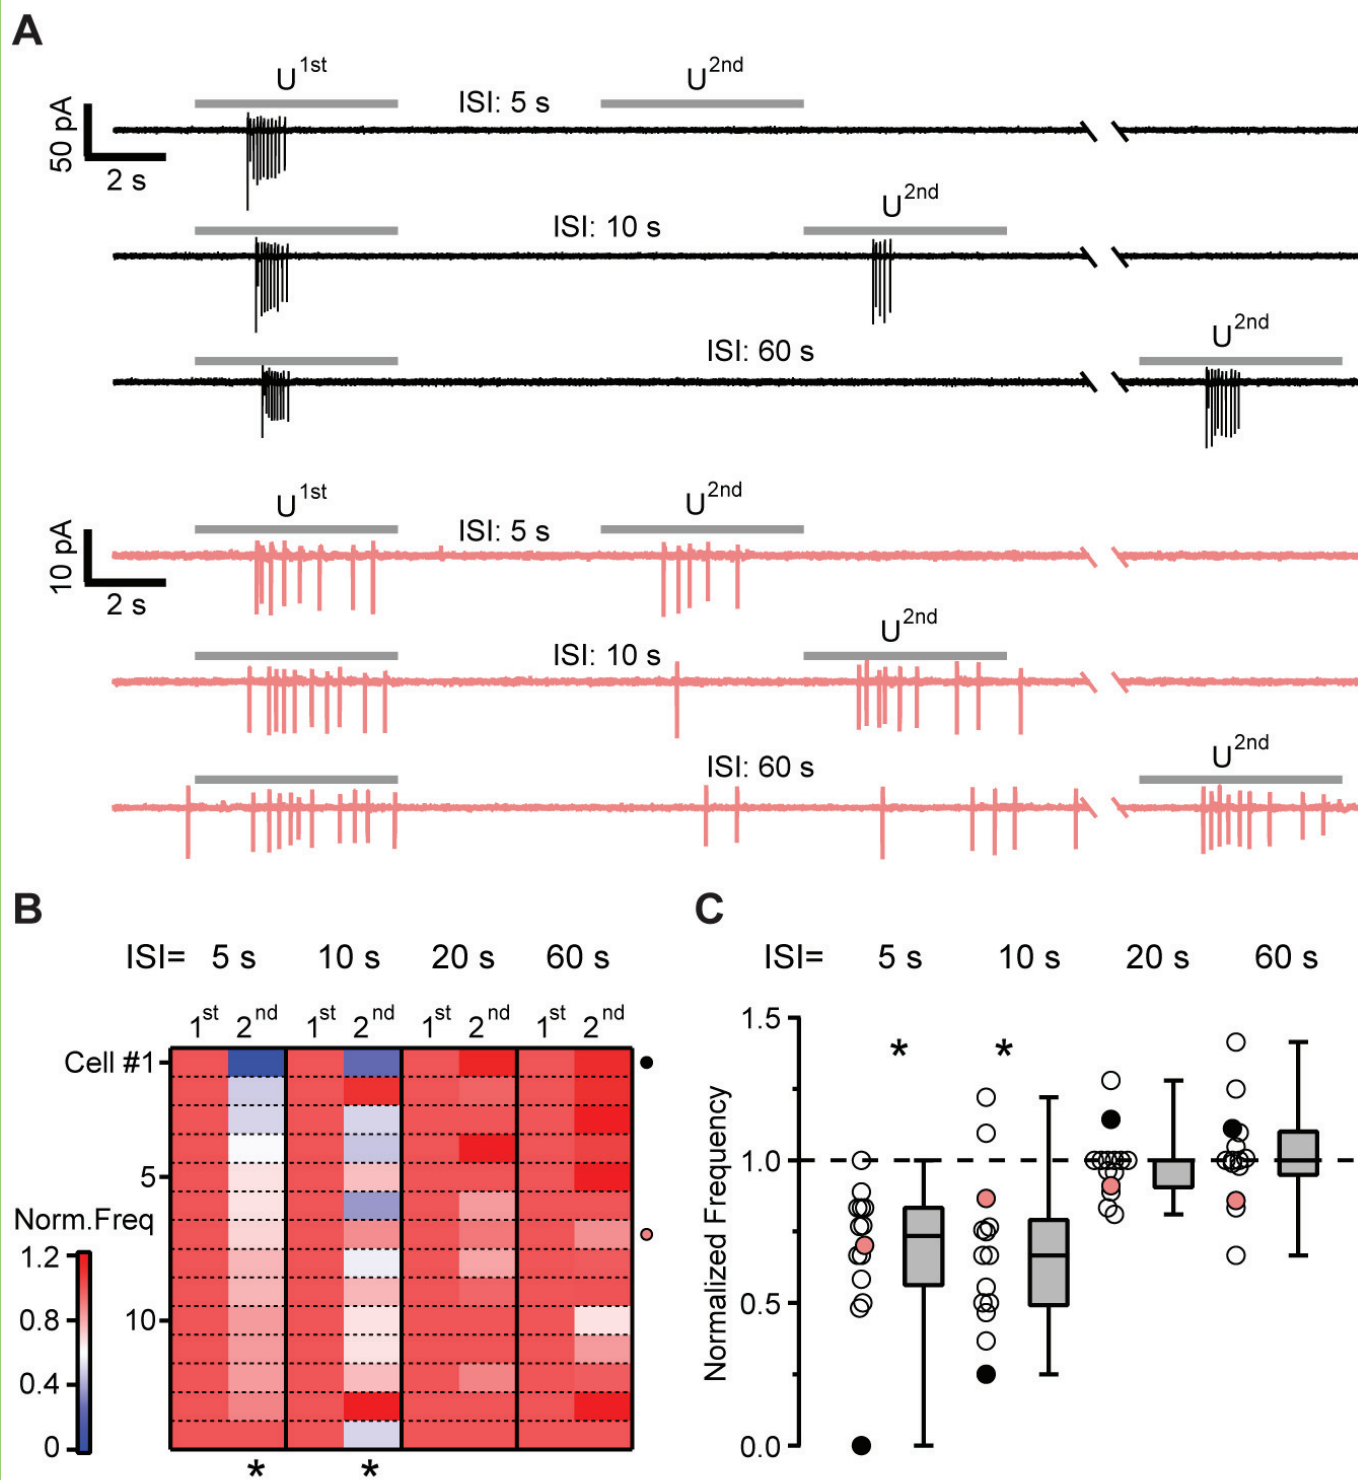 A
U1st
U2nd
ISI: 5 s
50 pA
2 s
U2nd
ISI: 10 s
U2nd
ISI: 60 s
U1st
U2nd
ISI: 5 s
10 pA
2 s
U2nd
ISI: 10 s
U2nd
ISI: 60 s
B
ISI= 5 s 10 s 20 s 60 s
1st 2nd 1st 2nd 1st 2nd 1st 2nd
Cell #1
5
10
Norm.Freq
1.2
0.8
0.4
0
* *
C
ISI= 5 s 10 s 20 s 60 s
* *
Normalized Frequency
1.5
1.0
0.5
0.0